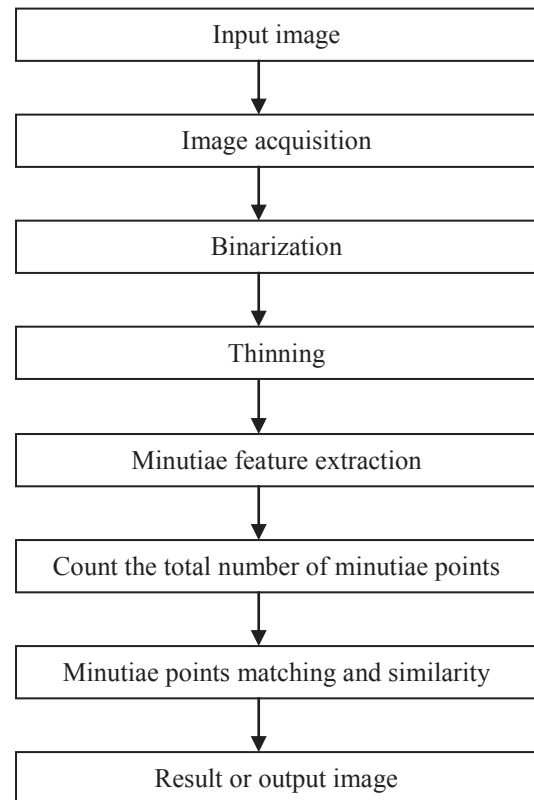 Input image
Image acquisition
Binarization
Thinning
Minutiae feature extraction
Count the total number of minutiae points
Minutiae points matching and similarity
Result or output image